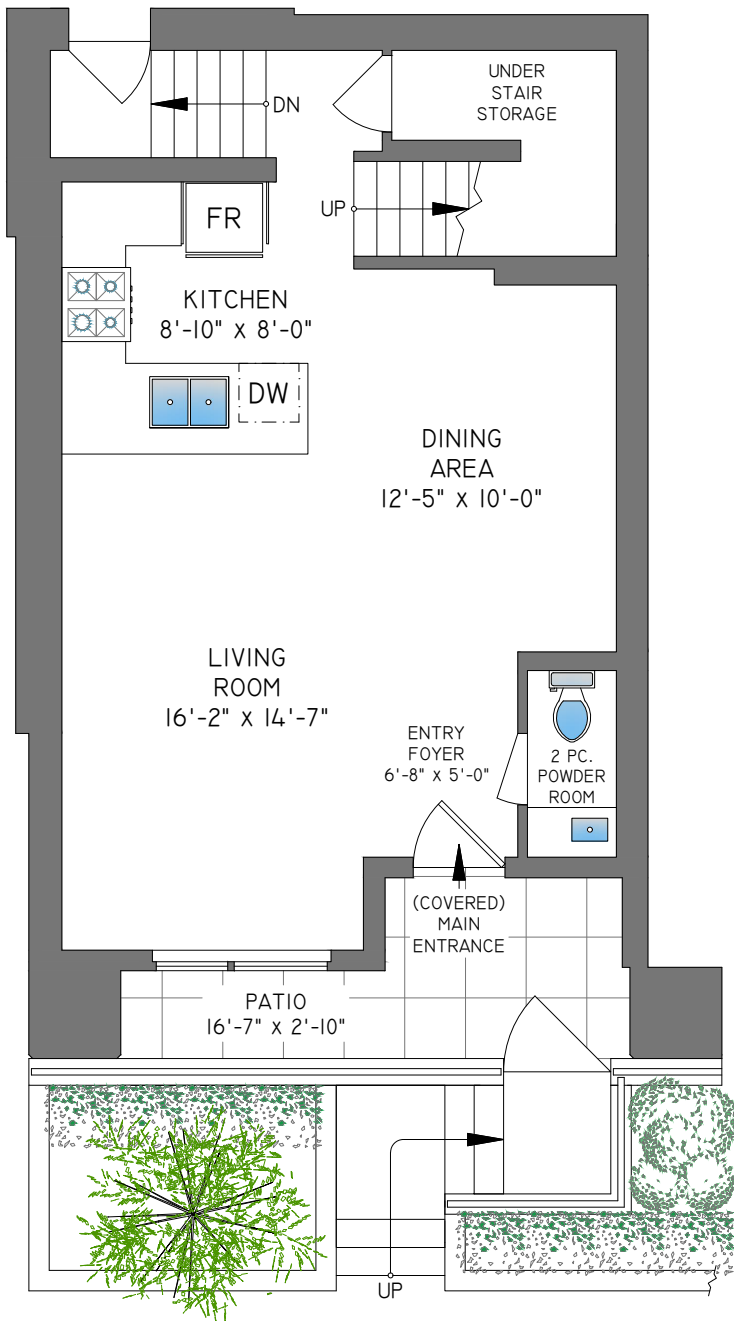 UNDER
STAIR
STORAGE
DN
UP
FR
KITCHEN
8'-10" X 8'-0"
DW
DINING
AREA
12'-5" X 10'-0"
LIVING
ROOM
16'-2" X 14'-7"
ENTRY
FOYER
6'-8" X 5'-0"
2 PC.
POWDER
ROOM
(COVERED)
MAIN
ENTRANCE
PATIO
16'-7" X 2'-10"
UP